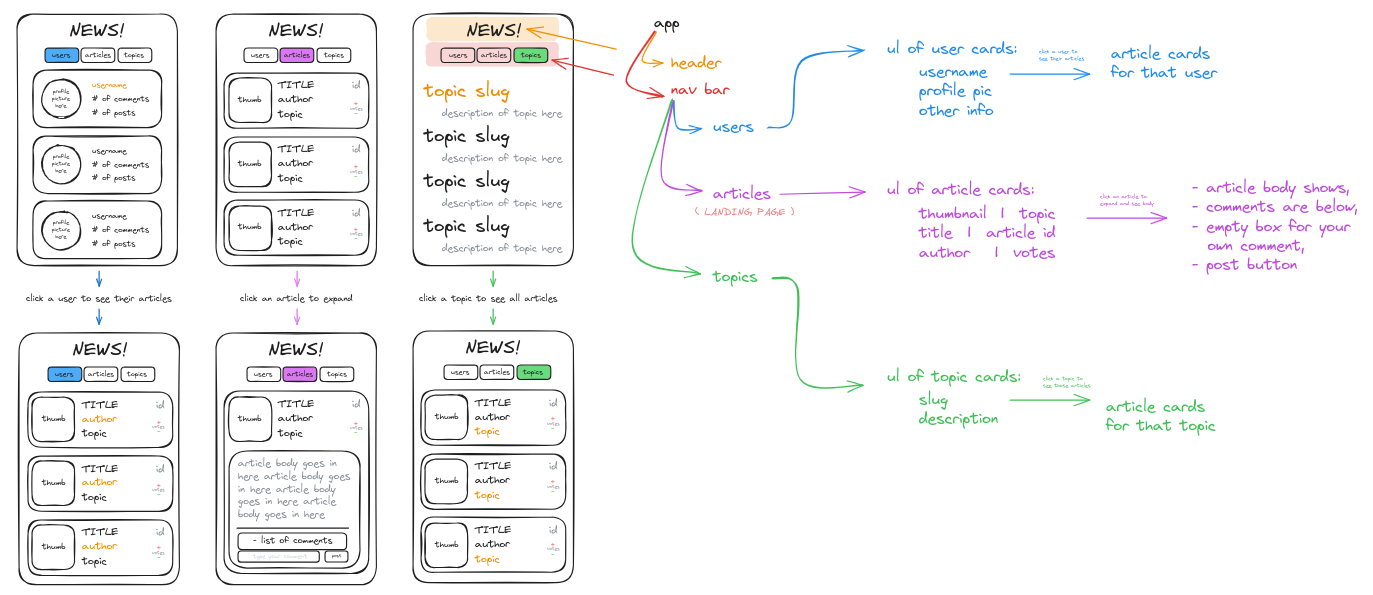 NEWS!
users articles topics
profile
picture
here
username
# of comments
# of posts
profile
picture
here
username
# of comments
# of posts
profile
picture
here
username
# of comments
# of posts
click a user to see their articles
NEWS!
users articles topics
thumb
TITLE id
author
topic
votes
thumb
TITLE id
author
topic
votes
thumb
TITLE id
author
topic
votes
NEWS!
users articles topics
thumb
TITLE id
author
+
topic
votes
-
thumb
TITLE id
author
+
topic
votes
-
thumb
TITLE id
author
+
topic
votes
-
click an article to expand
NEWS!
users articles topics
thumb
TITLE id
author
+
topic
votes
-
article body goes in
here article body goes
in here article body
goes in here article
body goes in here
- list of comments
type your comment post
NEWS!
users articles topics
topic slug
description of topic here
topic slug
description of topic here
topic slug
description of topic here
topic slug
description of topic here
click a topic to see all articles
NEWS!
users articles topics
thumb
TITLE id
author
+
topic
votes
-
thumb
TITLE id
author
+
topic
votes
-
thumb
TITLE id
author
+
topic
votes
-
app
header
nav bar
users
articles
( LANDING PAGE )
topics
ul of user cards:
username
profile pic
other info
click a user to
see their articles
article cards
for that user
ul of article cards:
thumbnail | topic
title | article id
author | votes
click an article to
expand and see body
- article body shows,
- comments are below,
- empty box for your
own comment,
- post button
ul of topic cards:
slug
description
click a topic to
see those articles
article cards
for that topic